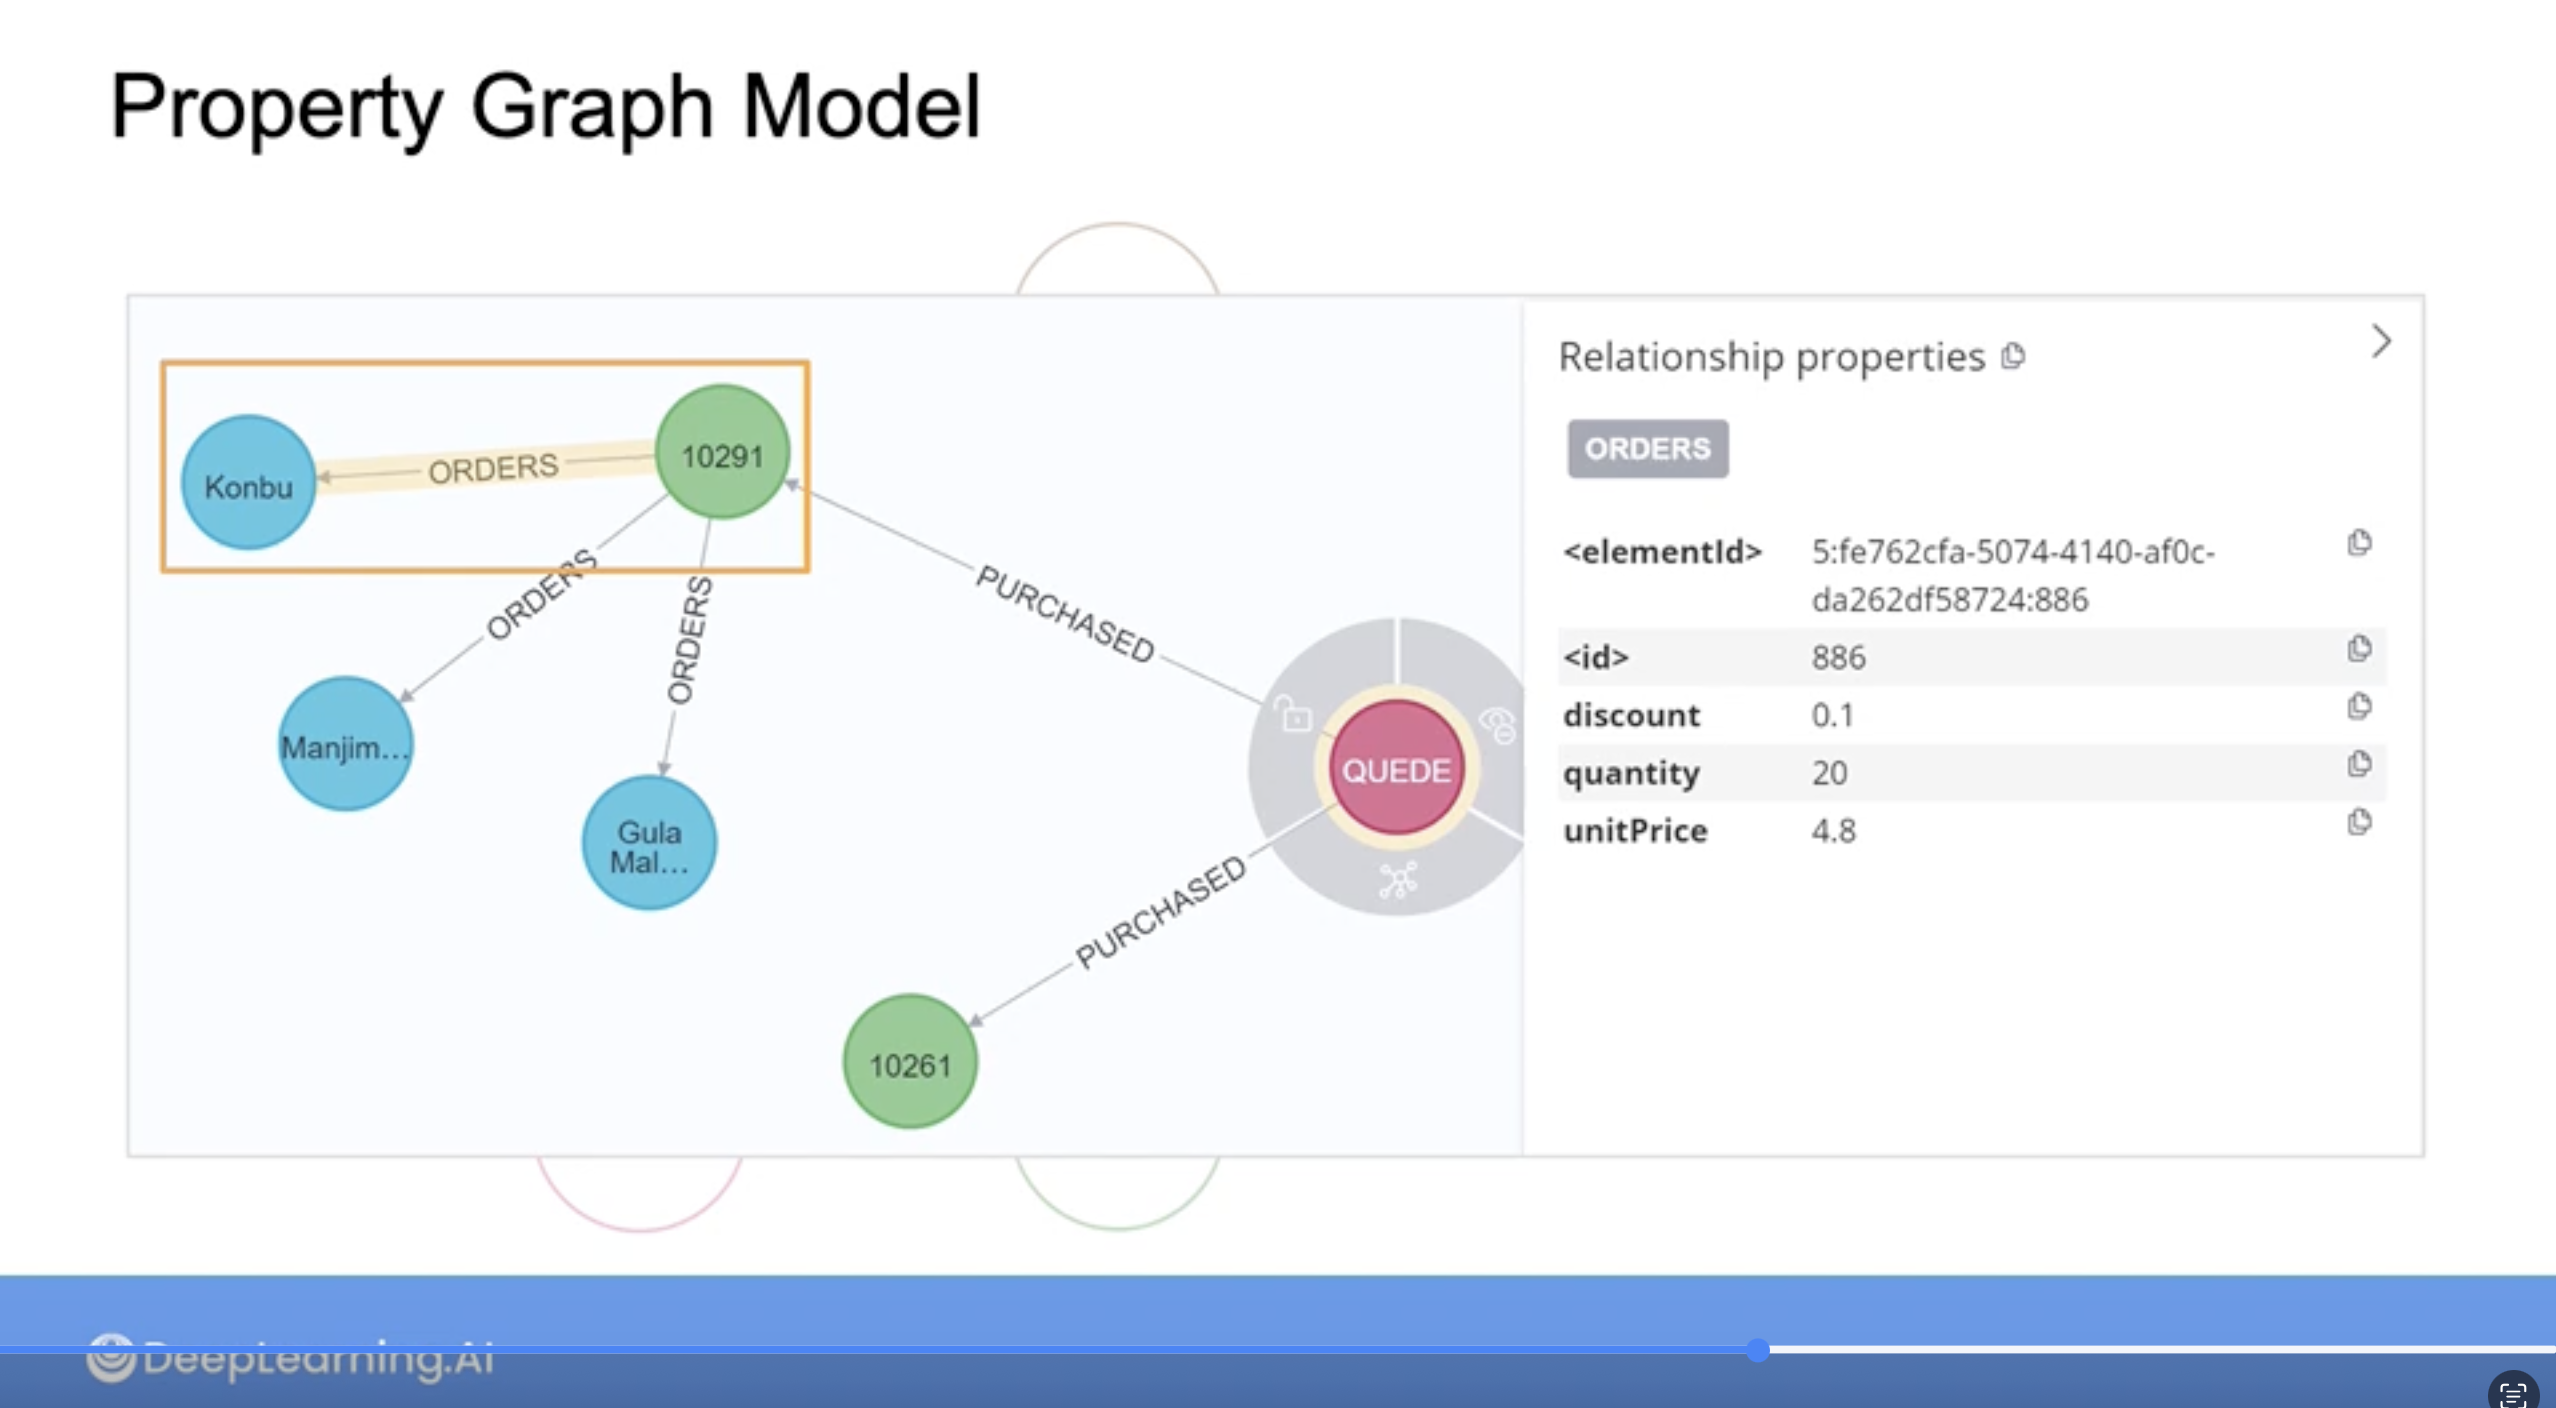 Property Graph Model
Konbu
ORDERS
10291
ORDERS
ORDERS
Manjim...
Gula
Mal...
PURCHASED
QUEDE
PURCHASED
10261
Relationship properties
ORDERS
<elementId> 5:fe762cfa-5074-4140-af0c-
da262df58724:886
<id> 886
discount 0.1
quantity 20
unitPrice 4.8
DeepLearning.AI